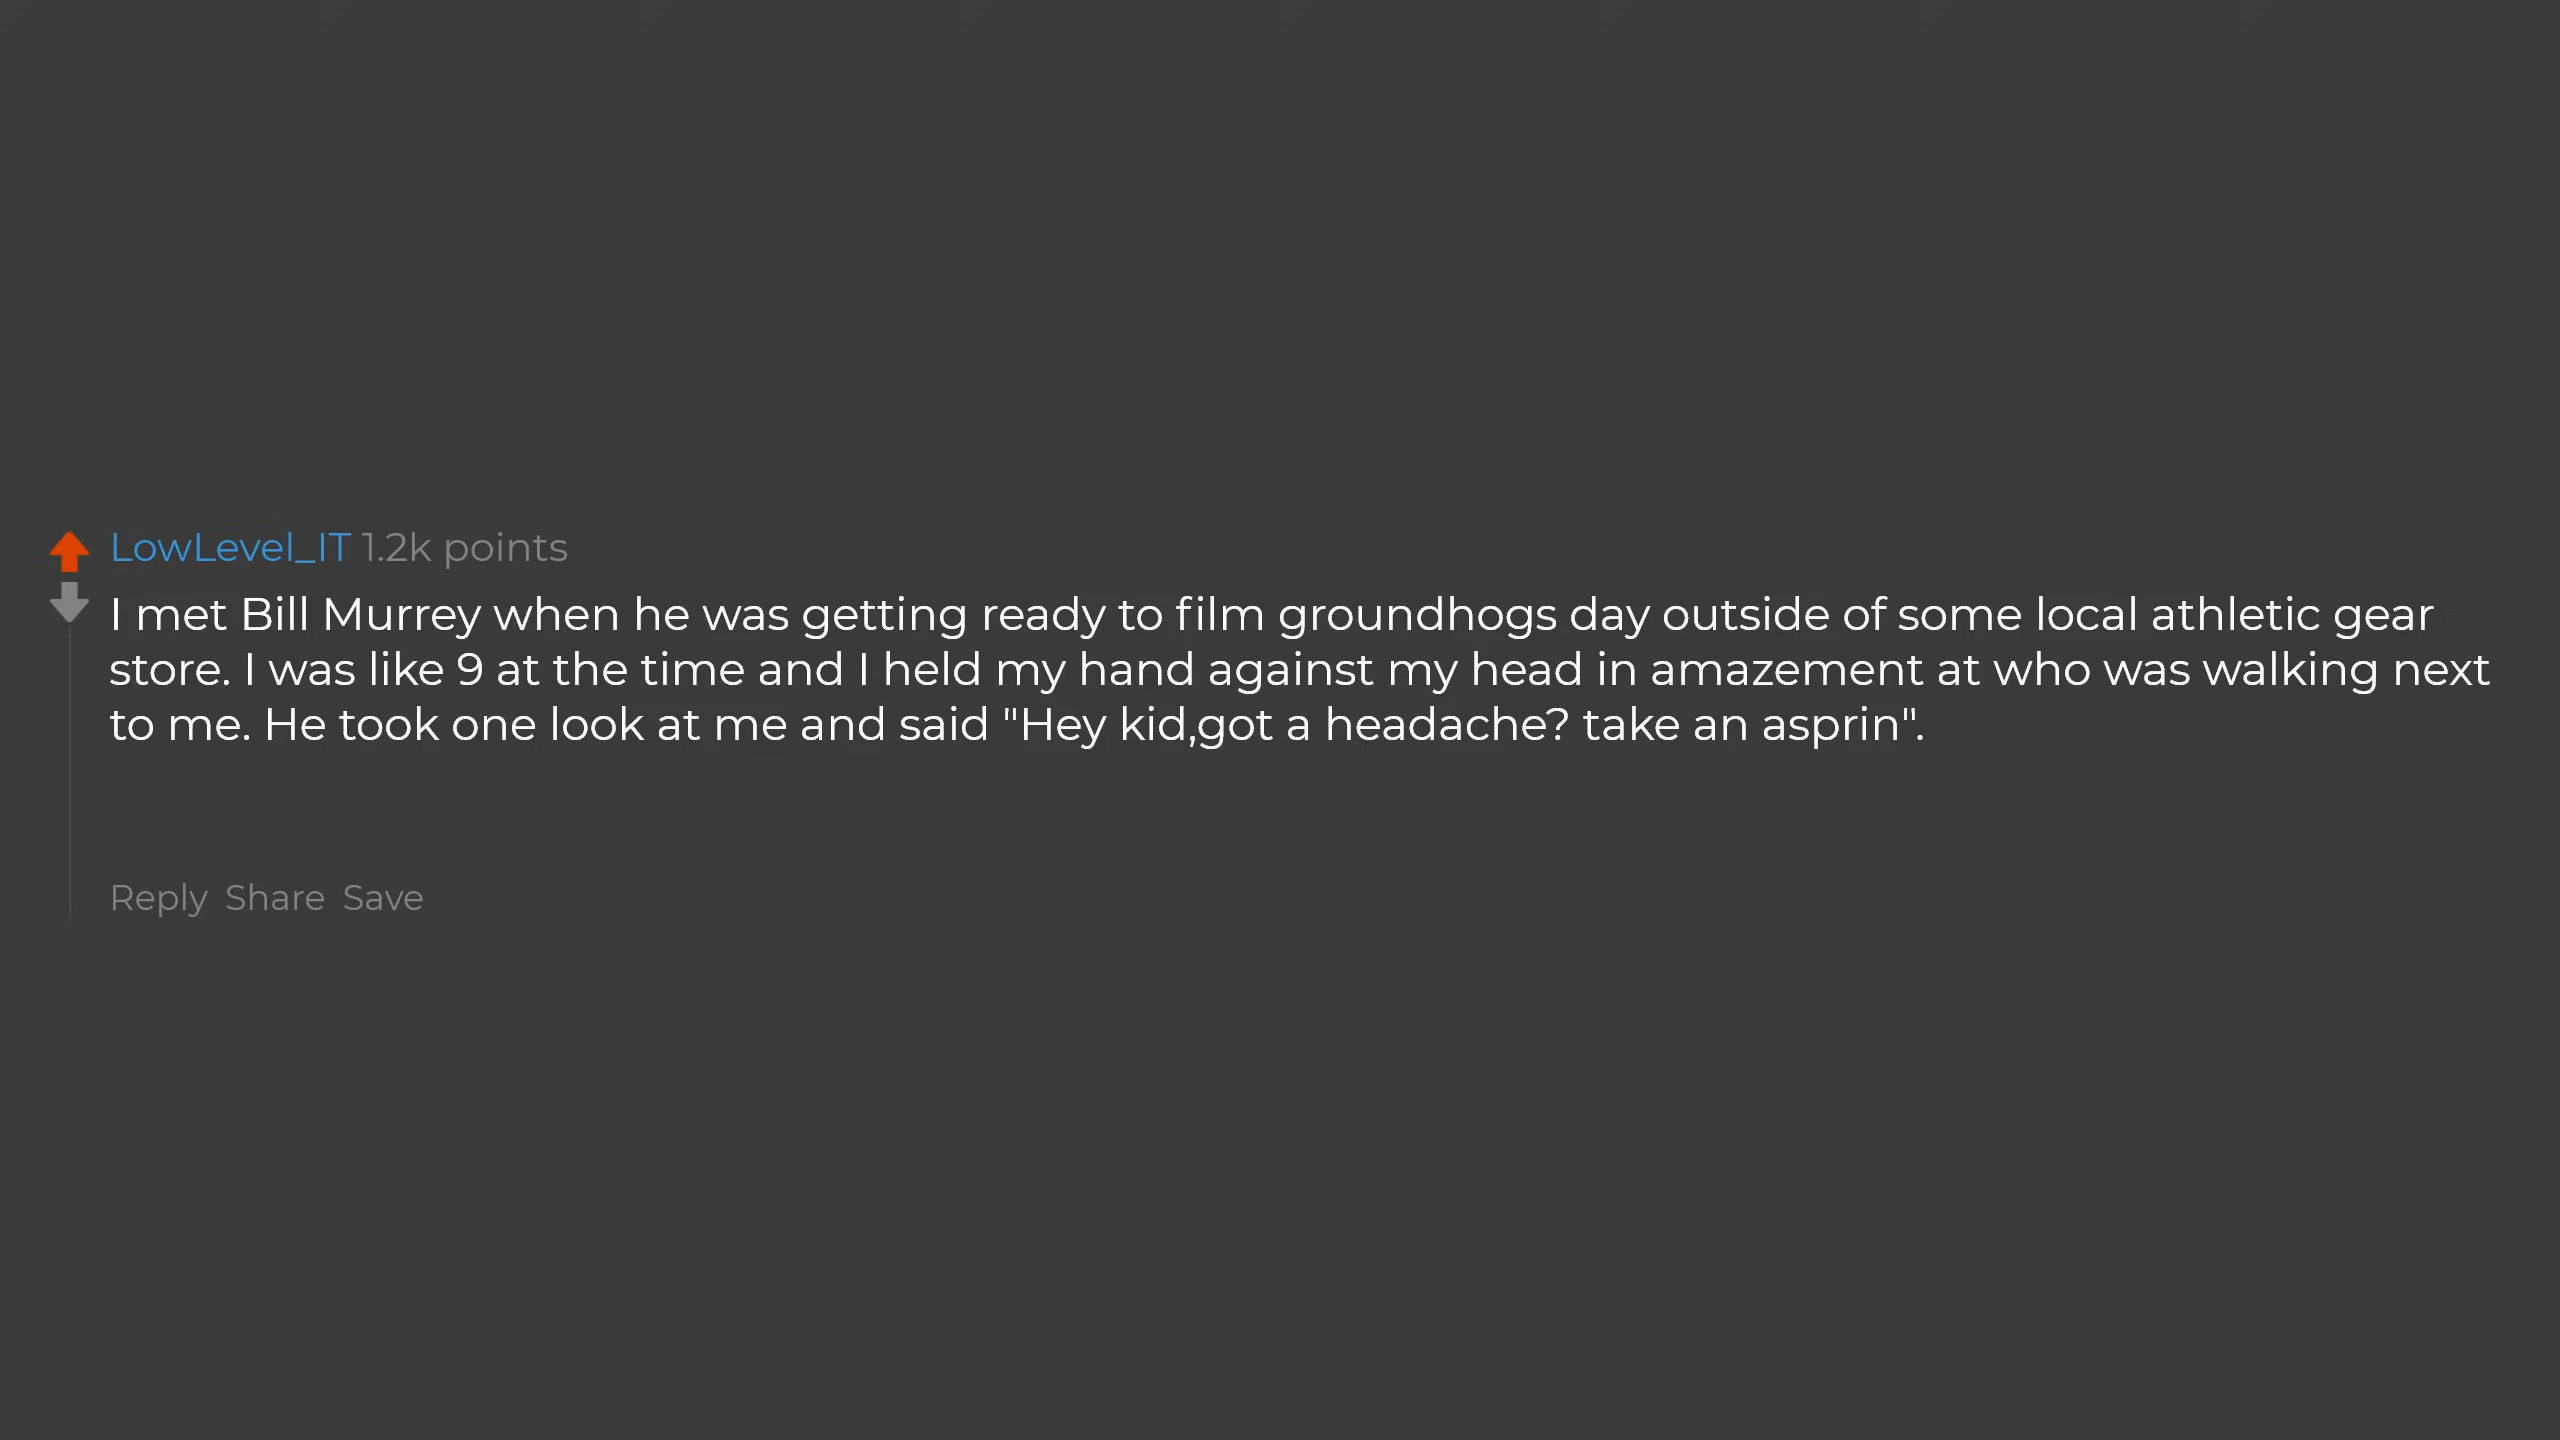 LowLevel_IT 1.2k points
I met Bill Murrey when he was getting ready to film groundhogs day outside of some local athletic gear
store. I was like 9 at the time and I held my hand against my head in amazement at who was walking next
to me. He took one look at me and said "Hey kid,got a headache? take an asprin".
Reply Share Save